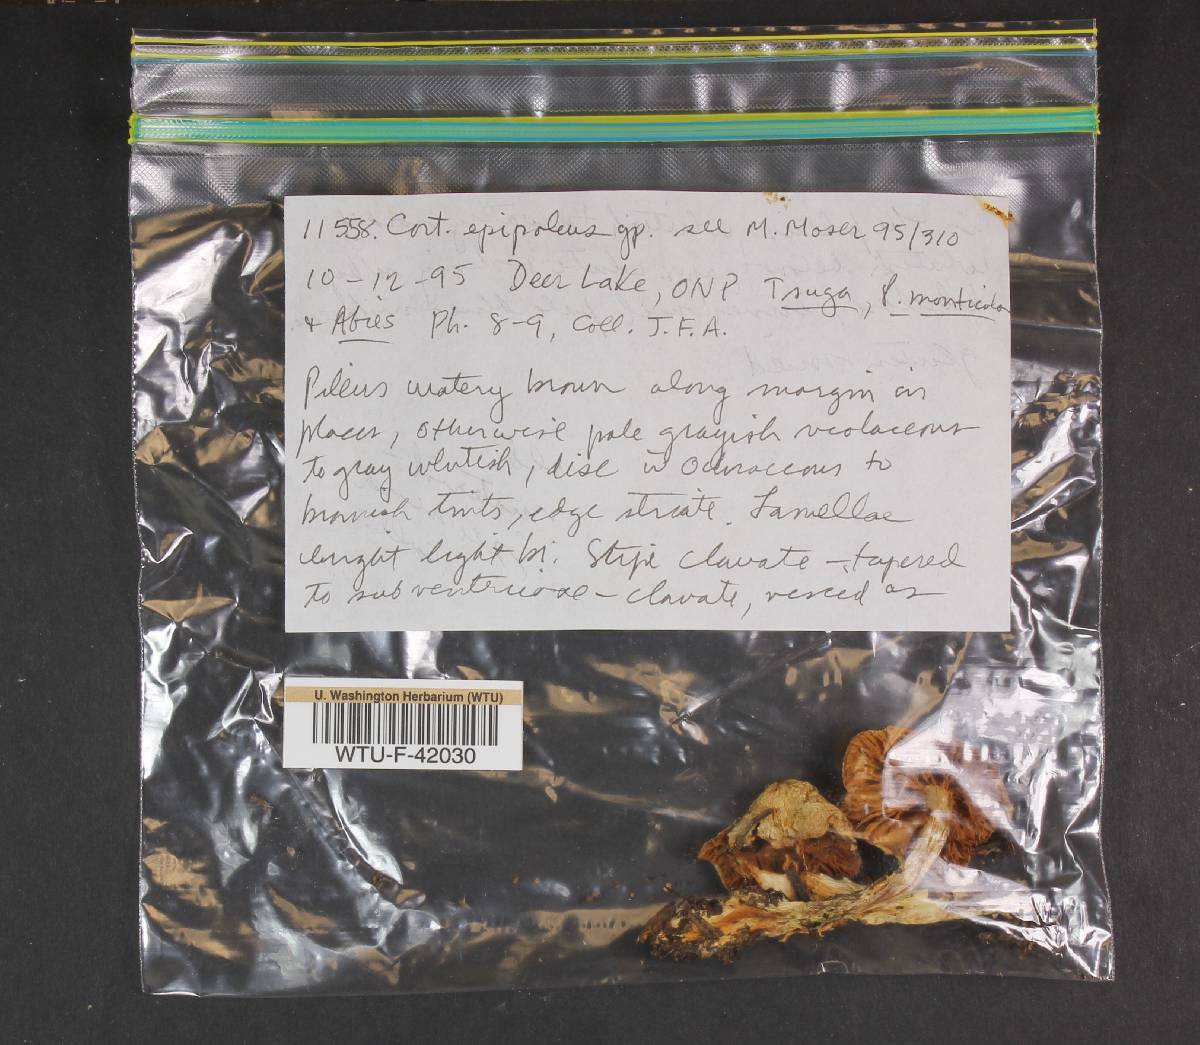 11558. Cort. epipoleus gp. see M. Moser 95/310
10-12-95 Deer Lake, ONP Tsuga, P. monticola
& Abies Ph. 8-9, Coll. J.F.A.
Pileus watery brown along margin in
places, otherwise pale grayish violaceous
to gray whitish, disc w ochraceous to
brownish tints, edge striate. Lamellae
light bi. Stipe clavate - tapered
to subventricose - clavate, as
U. Washington Herbarium (WTU)
WTU-F-42030